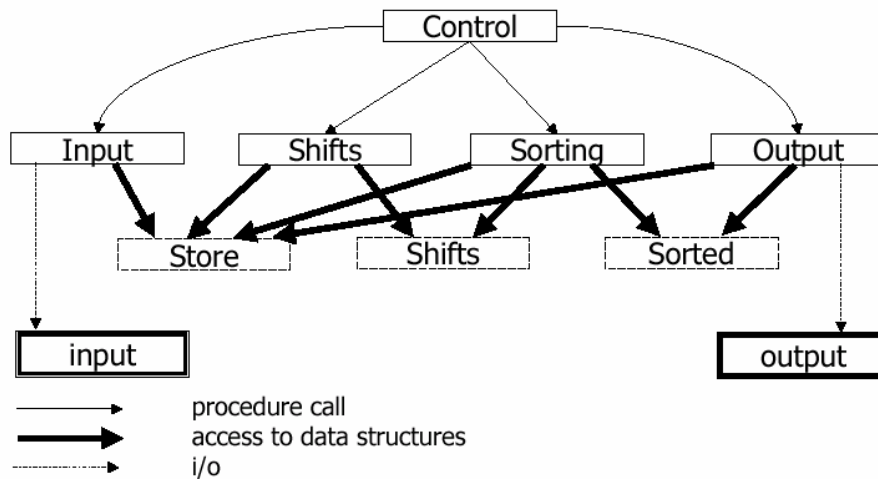 Control
Input
Shifts
Sorting
Output
Store
Shifts
Sorted
input
output
procedure call
access to data structures
i/o